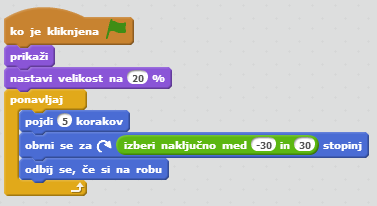 ko je kliknjena
prikaži
nastavi velikost na 20 %
ponavljaj
pojdi 5 korakov
obrni se za izberi naključno med -30 in 30 stopinj
odbij se, če si na robu